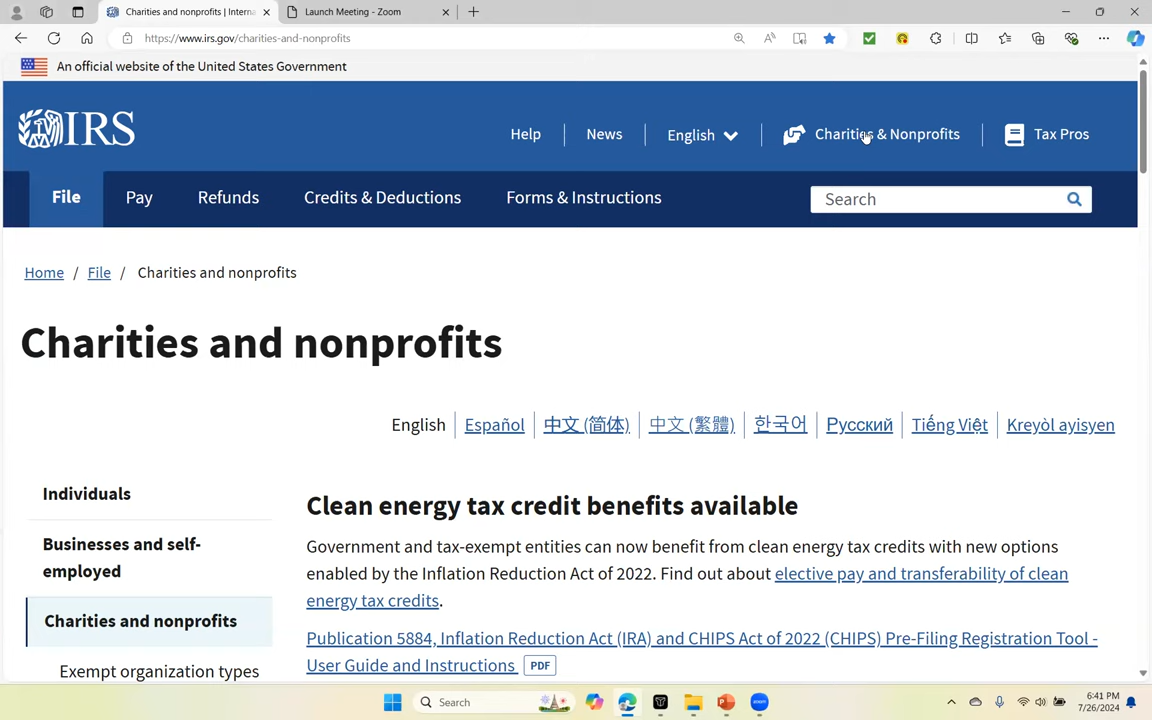 Charities and nonprofits | Interna
Launch Meeting - Zoom
https://www.irs.gov/charities-and-nonprofits
An official website of the United States Government
IRS
Help
News
English
Charities & Nonprofits
Tax Pros
File
Pay
Refunds
Credits & Deductions
Forms & Instructions
Search
Home / File / Charities and nonprofits
Charities and nonprofits
English
Español
中文 (简体)
中文 (繁體)
한국어
Русский
Tiếng Việt
Kreyòl ayisyen
Individuals
Businesses and self-
employed
Charities and nonprofits
Exempt organization types
Clean energy tax credit benefits available
Government and tax-exempt entities can now benefit from clean energy tax credits with new options
enabled by the Inflation Reduction Act of 2022. Find out about elective pay and transferability of clean
energy tax credits.
Publication 5884, Inflation Reduction Act (IRA) and CHIPS Act of 2022 (CHIPS) Pre-Filing Registration Tool -
User Guide and Instructions PDF
Search
zoom
6:41 PM
7/26/2024